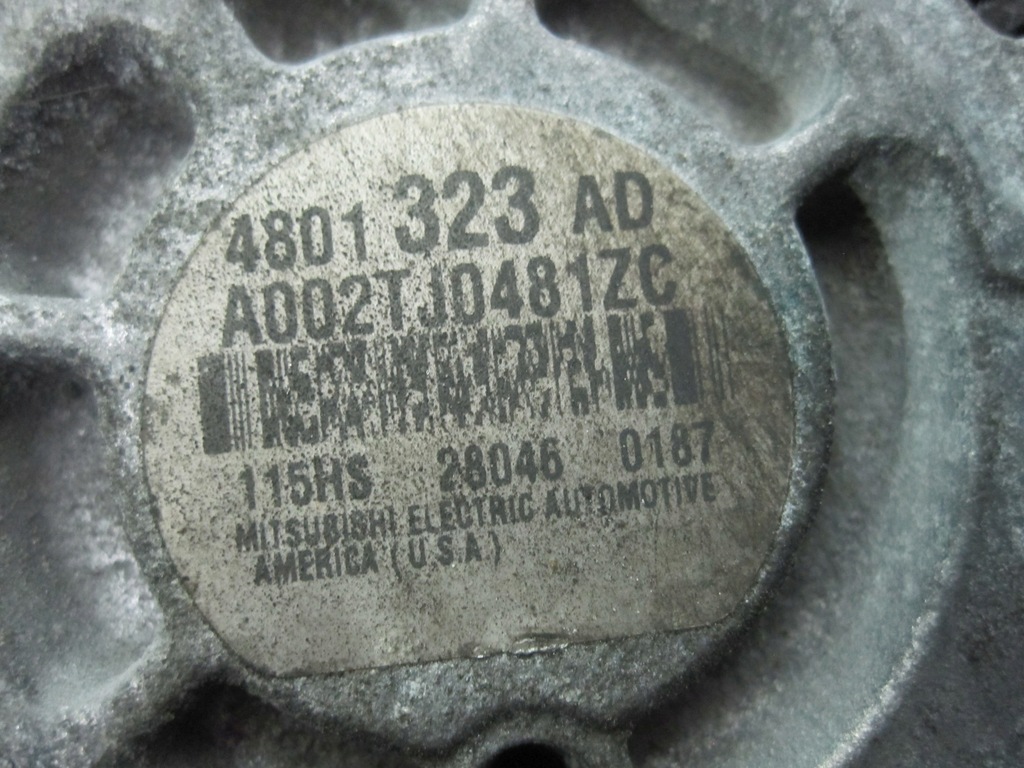 4801 323 AD
A002TJ0481ZC
115HS 28046 0187
MITSUBISHI ELECTRIC AUTOMOTIVE
AMERICA (U.S.A)